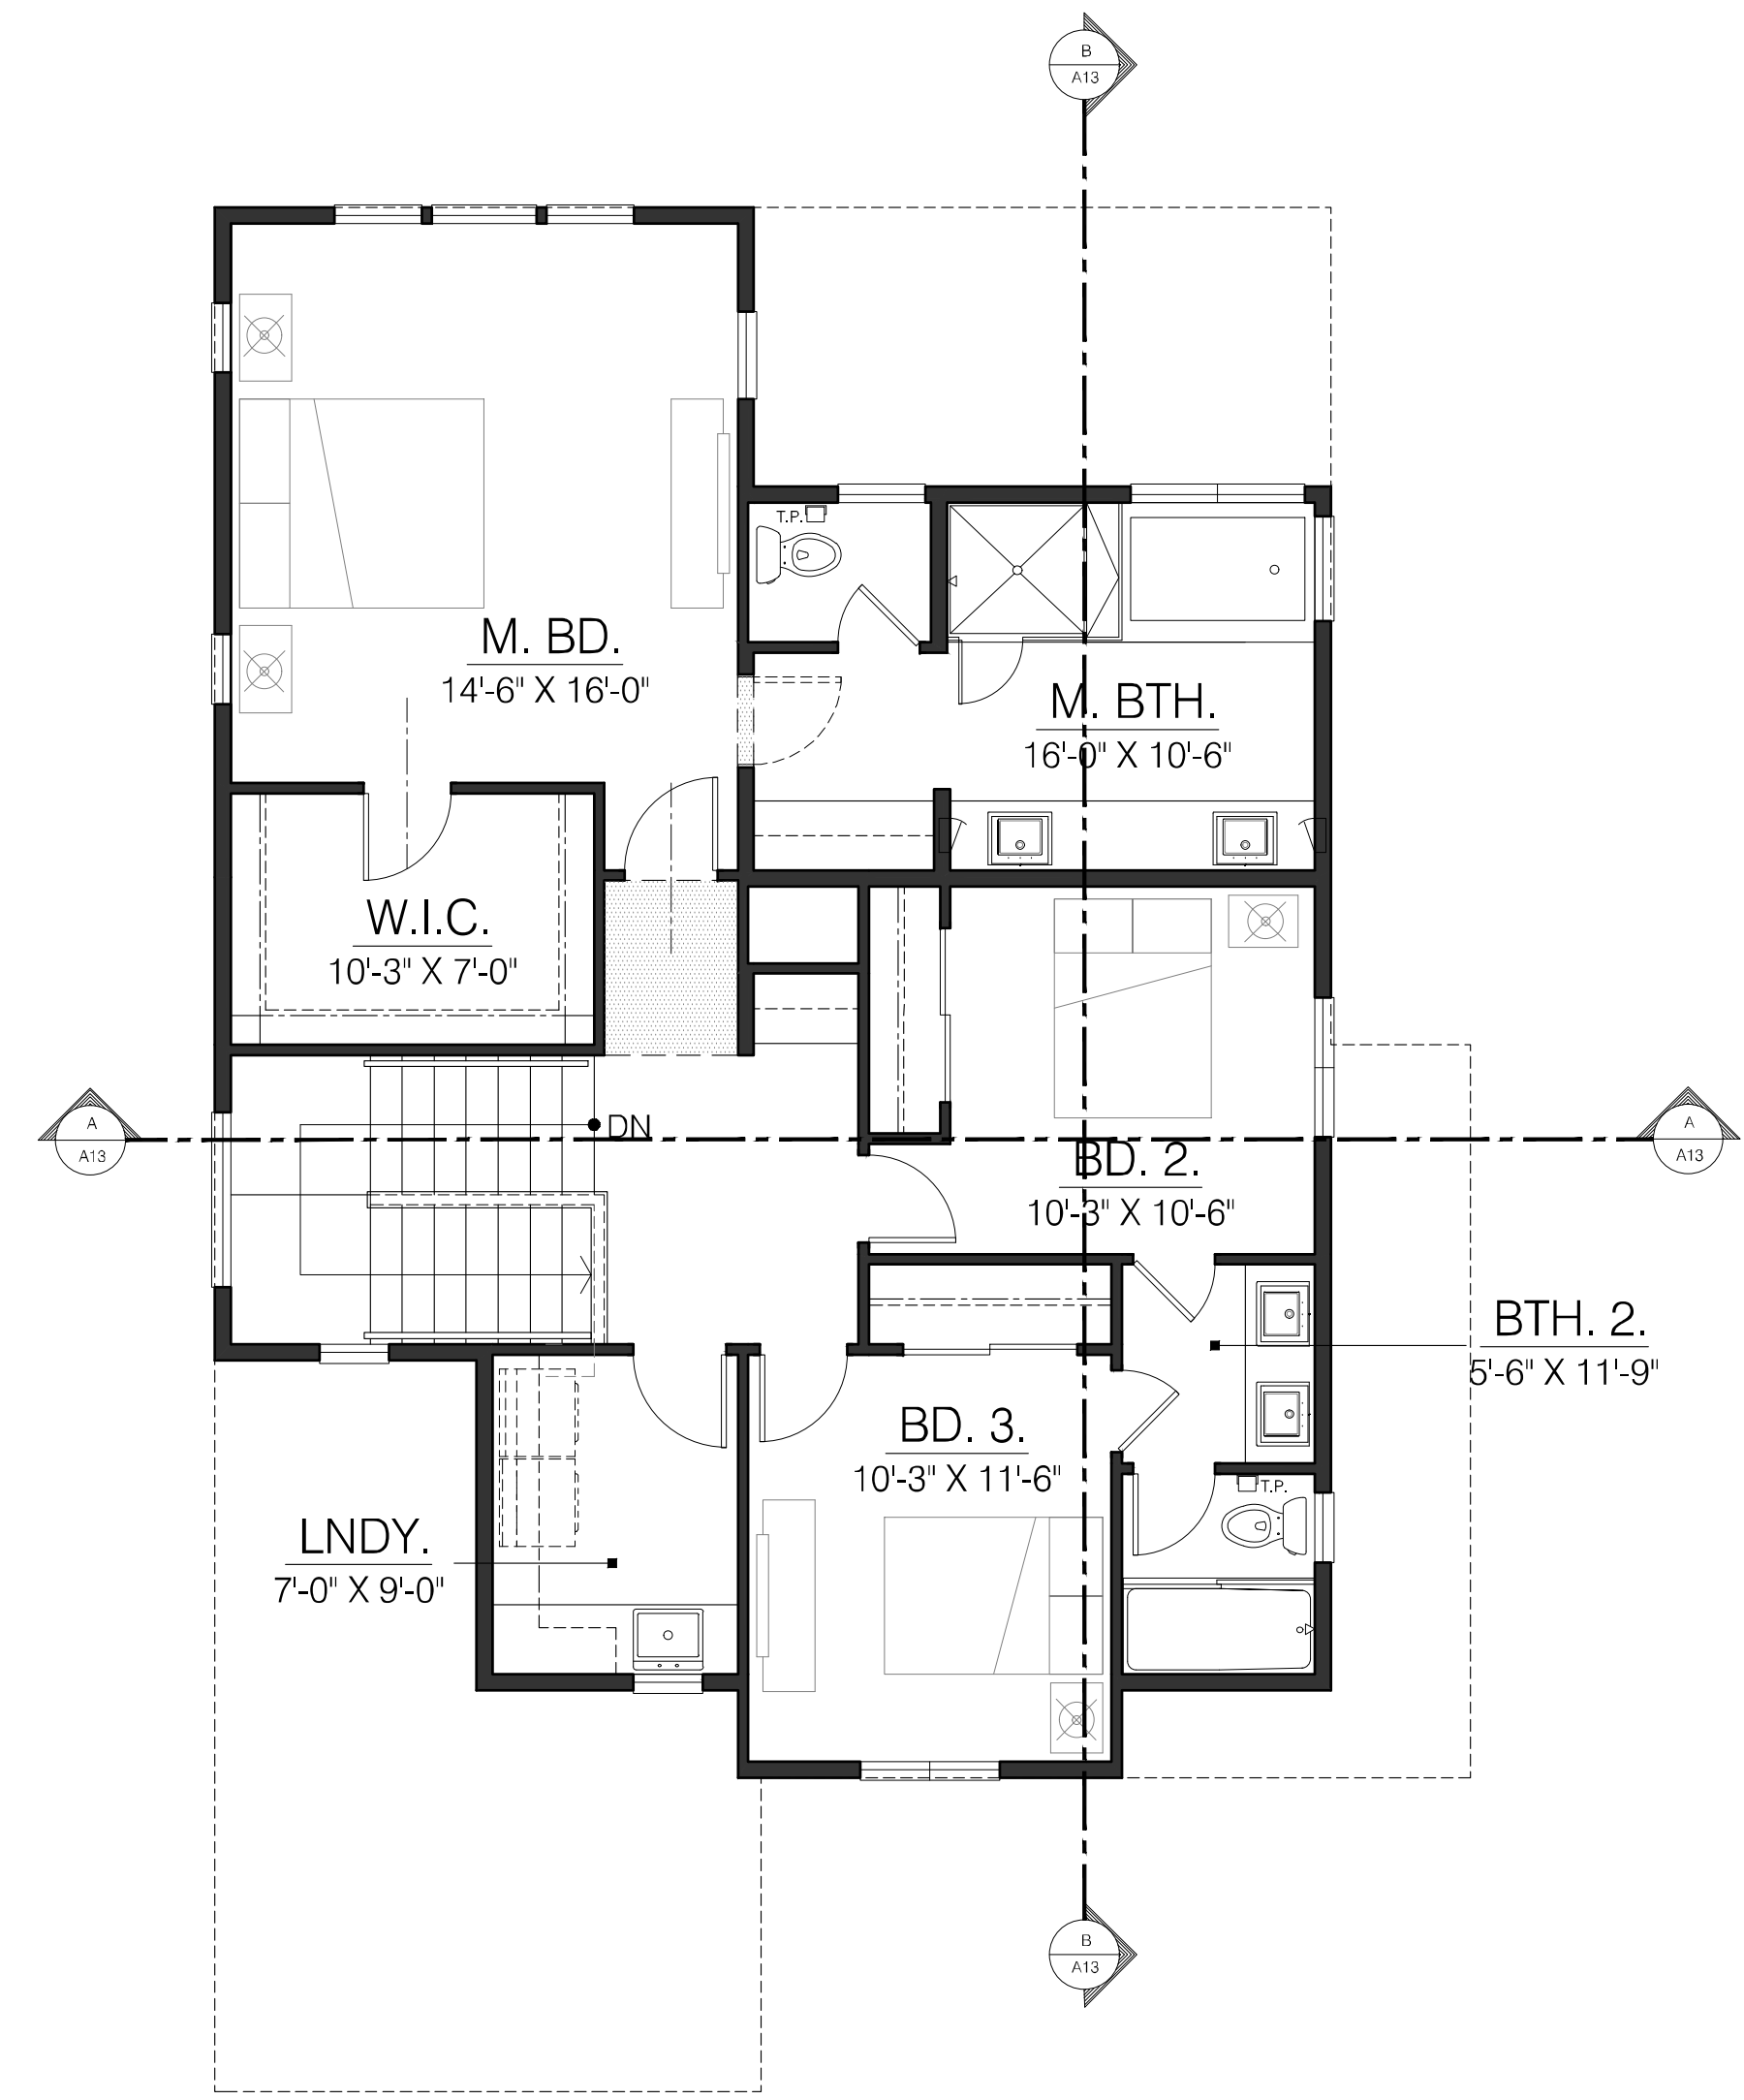 B
A13
T.P.
M. BD.
14'-6" X 16'-0"
M. BTH.
16'-0" X 10'-6"
W.I.C.
10'-3" X 7'-0"
A
A13
DN
A
A13
BD. 2.
10'-3" X 10'-6"
BTH. 2.
5'-6" X 11'-9"
BD. 3.
10'-3" X 11'-6"
T.P.
LNDY.
7'-0" X 9'-0"
B
A13